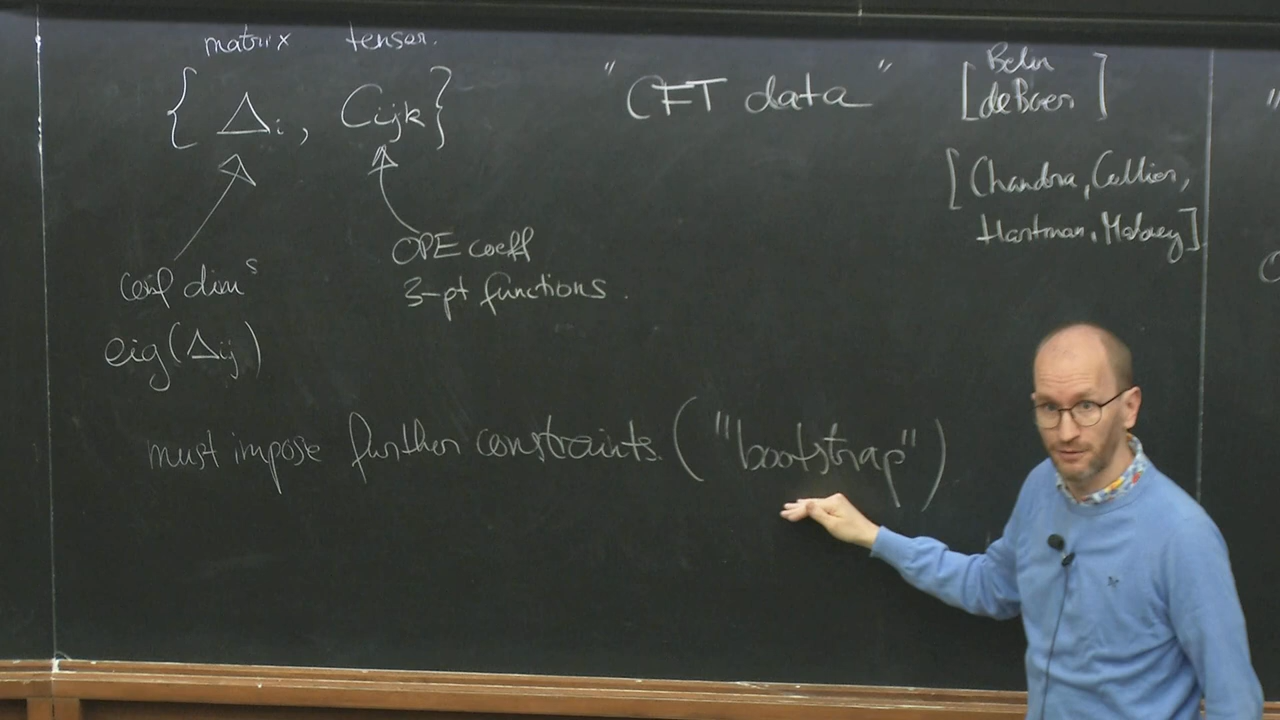 matrix tensor.
{ Δi, Cijk }
"CFT data"
[ Belin
de Boer ]
[ Chandra, Collier,
Hartman, Maloney ]
conf dim s
eig(Δij)
OPE coeff
3-pt functions.
must impose further constraints. ("bootstrap")